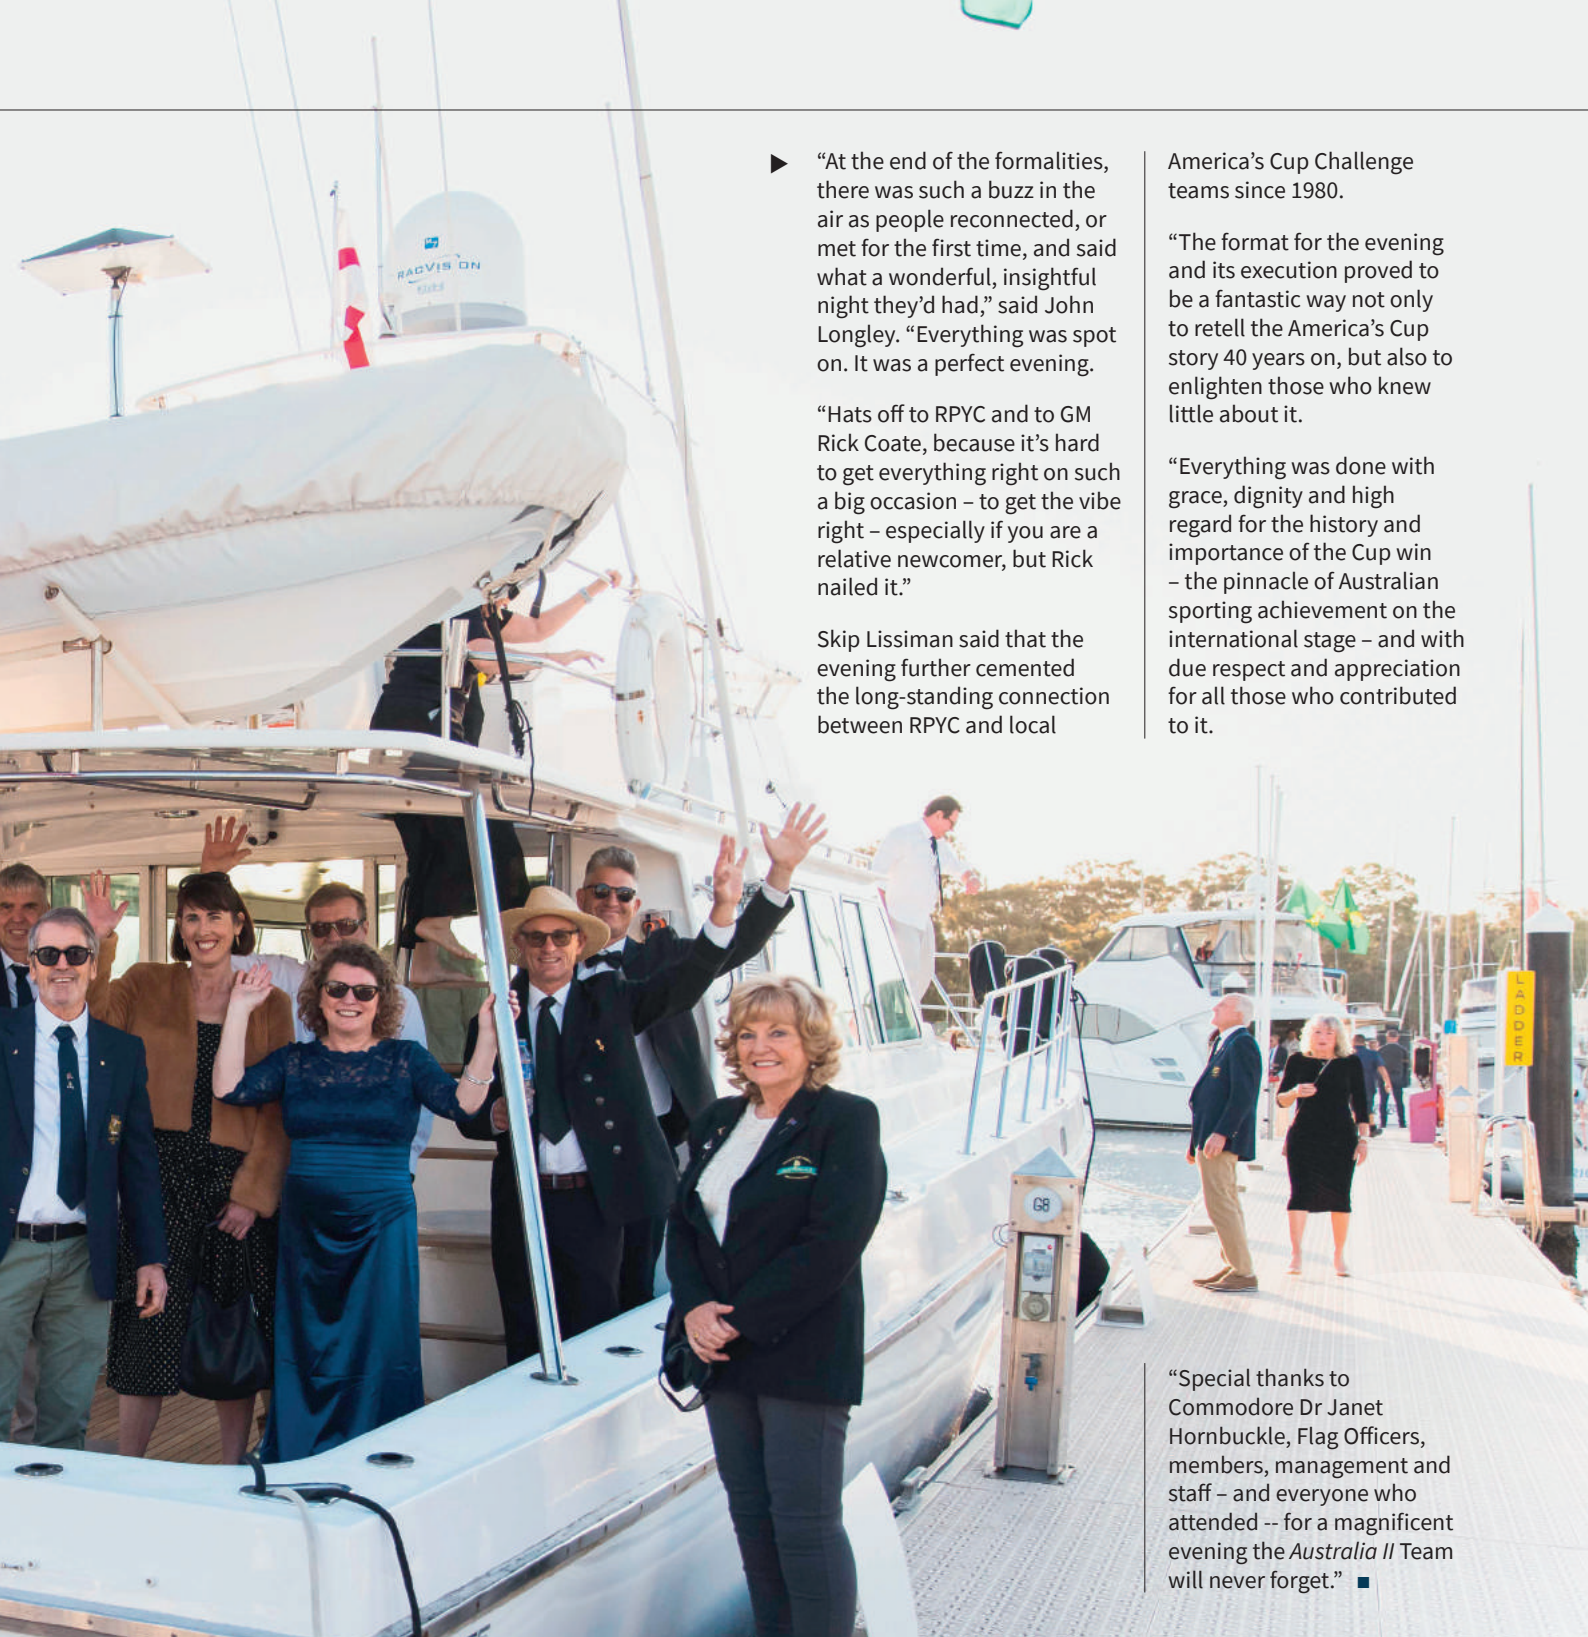 “At the end of the formalities,
there was such a buzz in the
air as people reconnected, or
met for the first time, and said
what a wonderful, insightful
night they’d had,” said John
Longley. “Everything was spot
on. It was a perfect evening.
“Hats off to RPYC and to GM
Rick Coate, because it’s hard
to get everything right on such
a big occasion – to get the vibe
right – especially if you are a
relative newcomer, but Rick
nailed it.”
Skip Lissiman said that the
evening further cemented
the long-standing connection
between RPYC and local
America’s Cup Challenge
teams since 1980.
“The format for the evening
and its execution proved to
be a fantastic way not only
to retell the America’s Cup
story 40 years on, but also to
enlighten those who knew
little about it.
“Everything was done with
grace, dignity and high
regard for the history and
importance of the Cup win
– the pinnacle of Australian
sporting achievement on the
international stage – and with
due respect and appreciation
for all those who contributed
to it.
“Special thanks to
Commodore Dr Janet
Hornbuckle, Flag Officers,
members, management and
staff – and everyone who
attended -- for a magnificent
evening the Australia II Team
will never forget.”
LADDER
G8